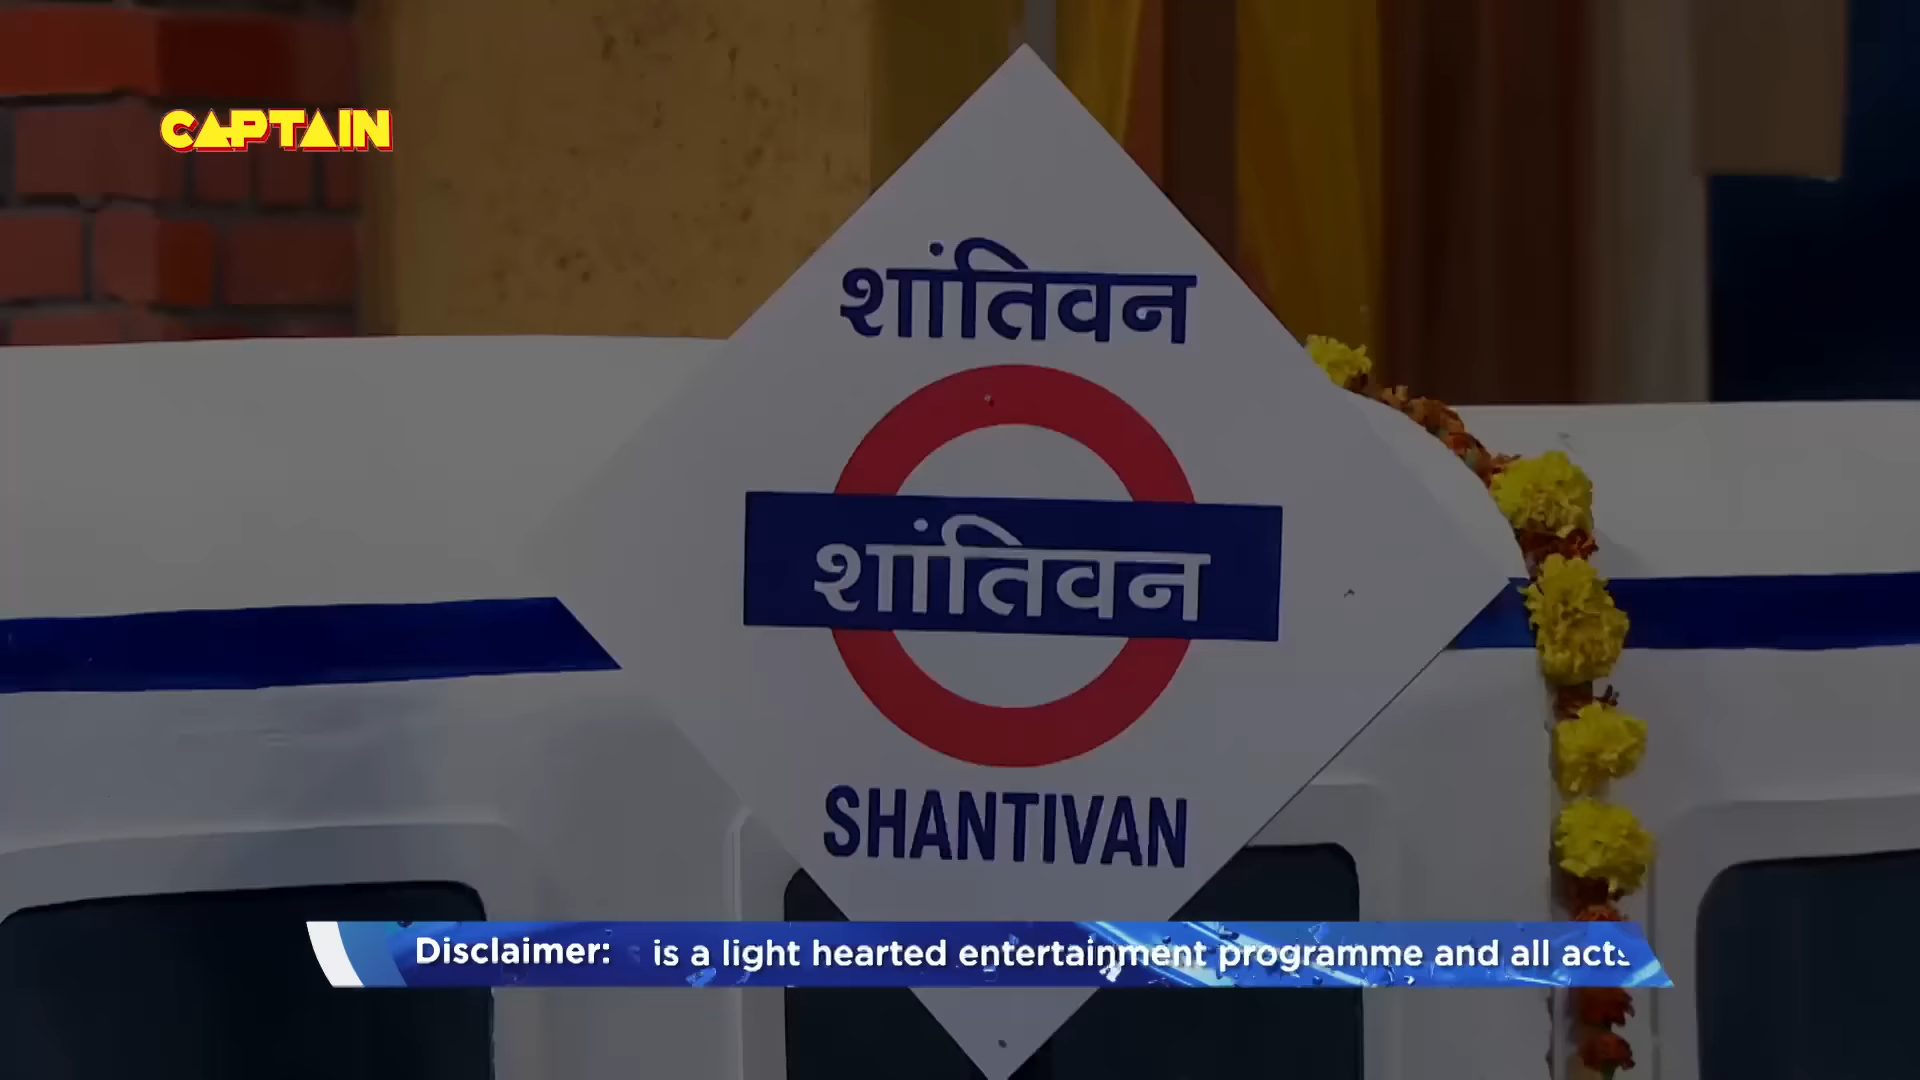 CAPTAIN
शांतिवन
शांतिवन
SHANTIVAN
Disclaimer: is a light hearted entertainment programme and all acts